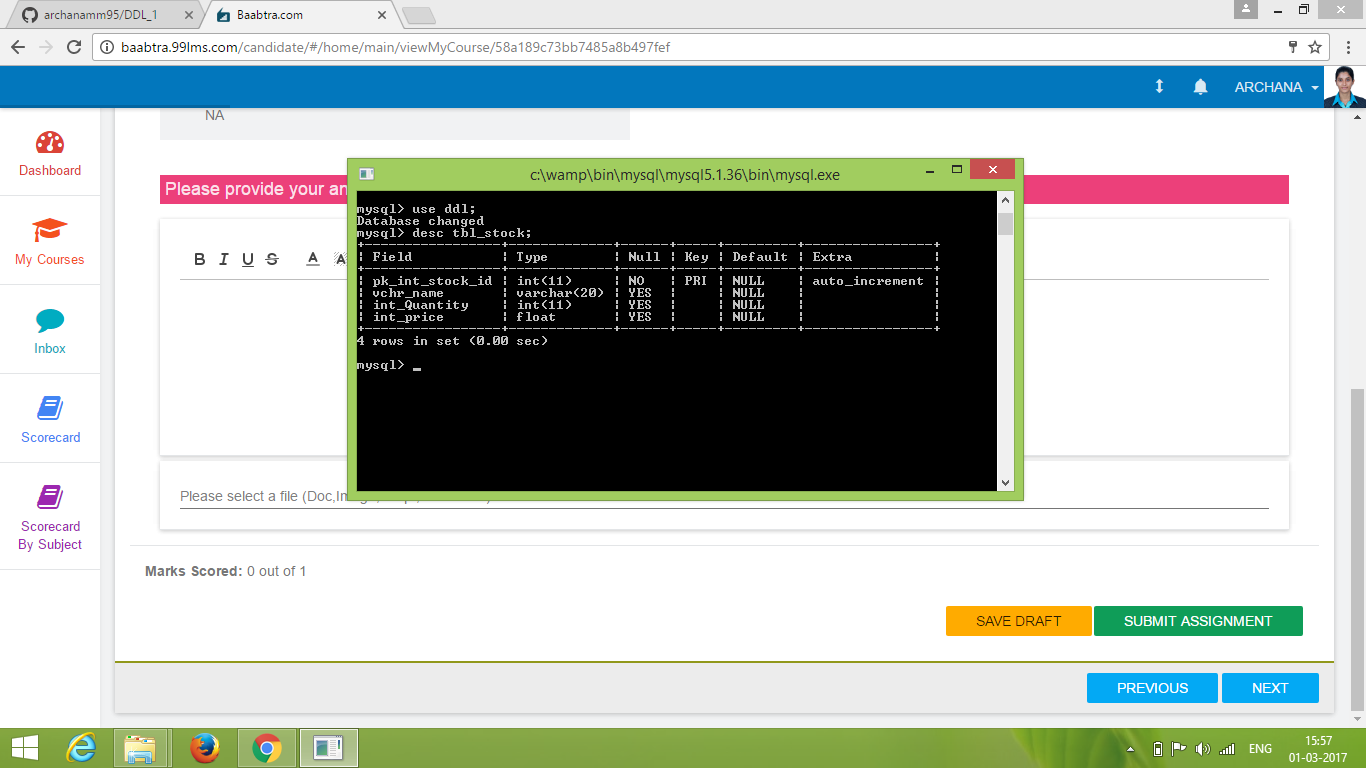 archanamm95/DDL_1
Baabtra.com
baabtra.99lms.com/candidate/#/home/main/viewMyCourse/58a189c73bb7485a8b497fef
ARCHANA
Dashboard
My Courses
Inbox
Scorecard
Scorecard
By Subject
NA
Please provide your an
B I U S A A
c:\wamp\bin\mysql\mysql5.1.36\bin\mysql.exe
mysql> use ddl;
Database changed
mysql> desc tbl_stock;
+-----------------+-------------+------+-----+---------+----------------+
| Field | Type | Null | Key | Default | Extra |
+-----------------+-------------+------+-----+---------+----------------+
| pk_int_stock_id | int(11) | NO | PRI | NULL | auto_increment |
| vchr_name | varchar(20) | YES | | NULL | |
| int_Quantity | int(11) | YES | | NULL | |
| int_price | float | YES | | NULL | |
+-----------------+-------------+------+-----+---------+----------------+
4 rows in set (0.00 sec)
mysql>
Please select a file (Doc,
Marks Scored: 0 out of 1
SAVE DRAFT
SUBMIT ASSIGNMENT
PREVIOUS
NEXT
ENG
15:57
01-03-2017